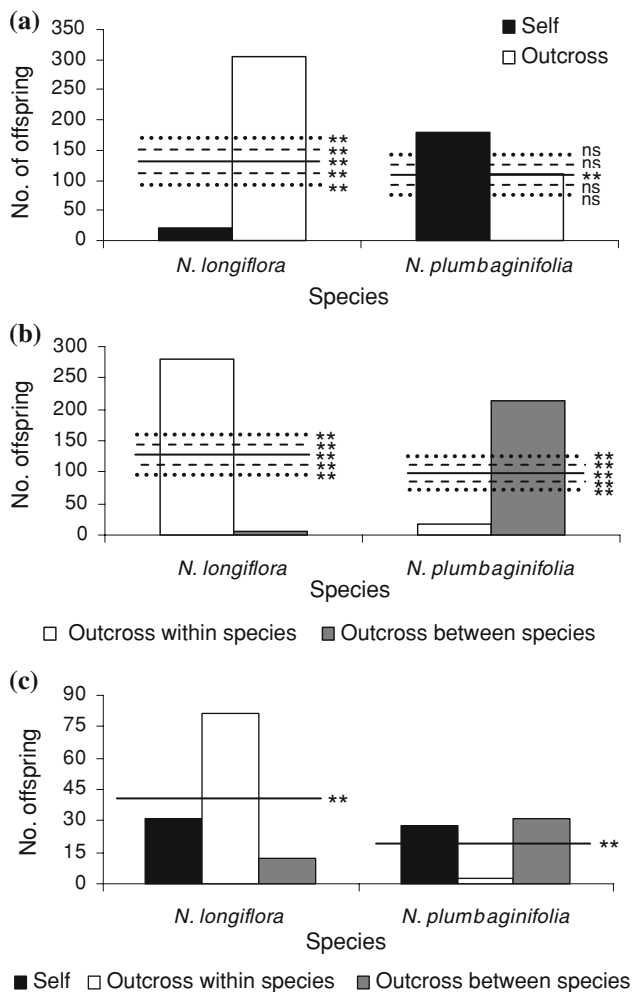 (a)
350
300
250
200
150
100
50
0
No. of offspring
Self
Outcross
**
**
**
**
**
ns
ns
**
ns
ns
N. longiflora
N. plumbaginifolia
Species
(b)
300
250
200
150
100
50
0
No. offspring
**
**
**
**
**
**
**
**
**
**
N. longiflora
N. plumbaginifolia
Species
Outcross within species Outcross between species
(c)
90
75
60
45
30
15
0
No. offspring
**
**
N. longiflora
N. plumbaginifolia
Species
Self Outcross within species Outcross between species